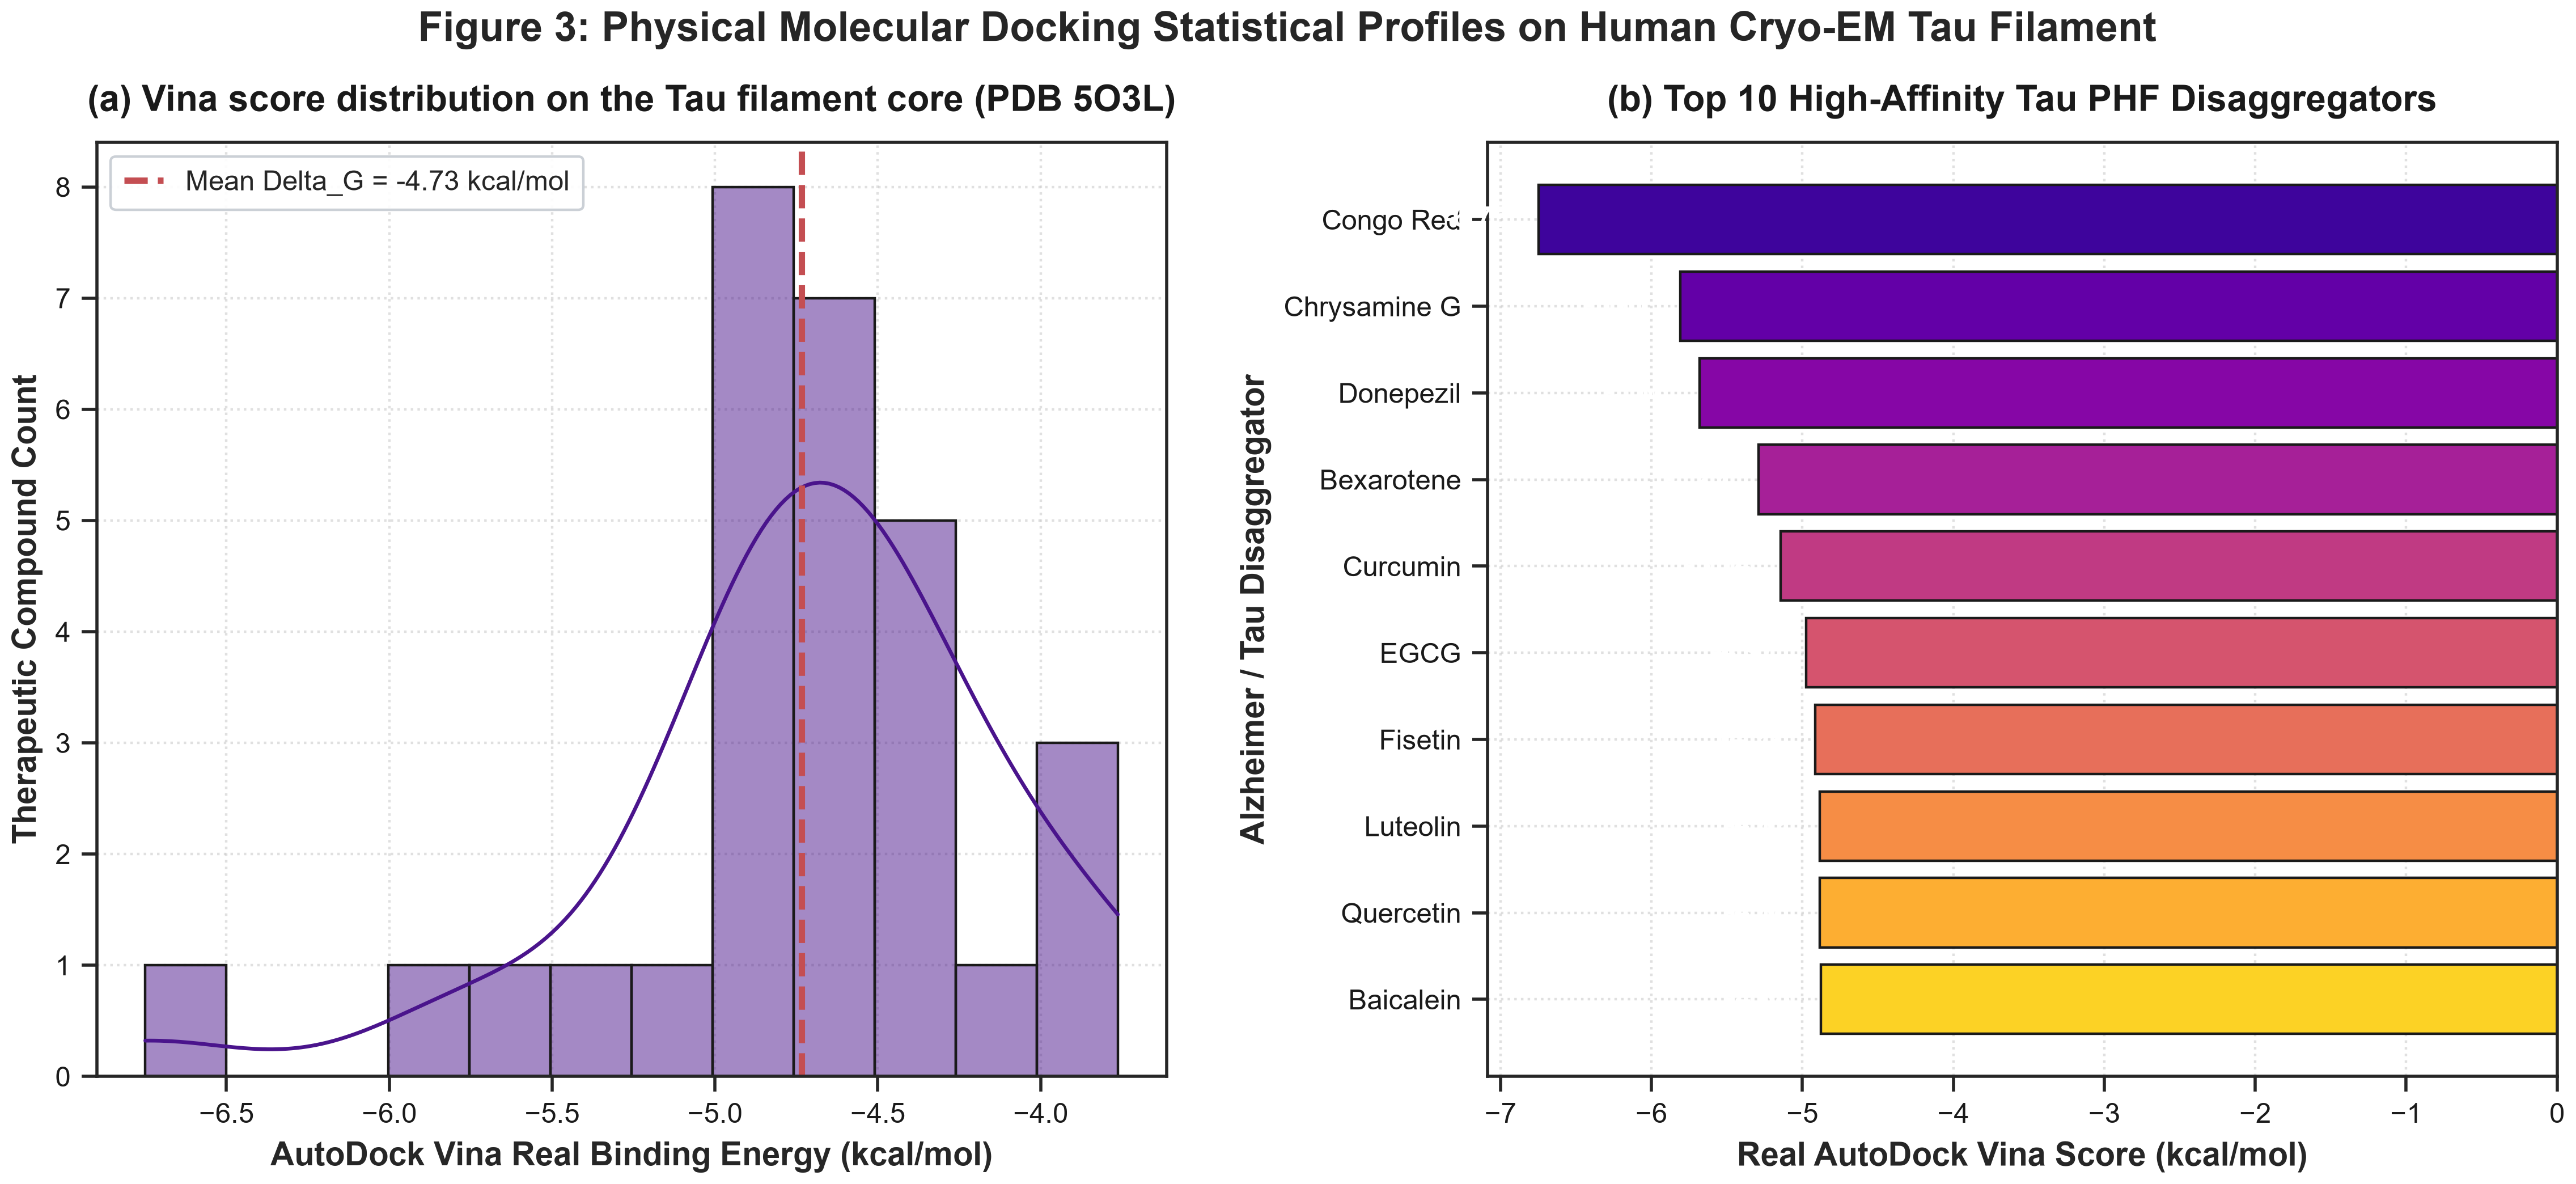 Figure 3: Physical Molecular Docking Statistical Profiles on Human Cryo-EM Tau Filament
(a) Vina score distribution on the Tau filament core (PDB 5O3L)
Mean Delta_G = -4.73 kcal/mol
Therapeutic Compound Count
8
7
6
5
4
3
2
1
0
−6.5
−6.0
−5.5
−5.0
−4.5
−4.0
AutoDock Vina Real Binding Energy (kcal/mol)
(b) Top 10 High-Affinity Tau PHF Disaggregators
Alzheimer / Tau Disaggregator
Congo Red
Chrysamine G
Donepezil
Bexarotene
Curcumin
EGCG
Fisetin
Luteolin
Quercetin
Baicalein
−7
−6
−5
−4
−3
−2
−1
0
Real AutoDock Vina Score (kcal/mol)